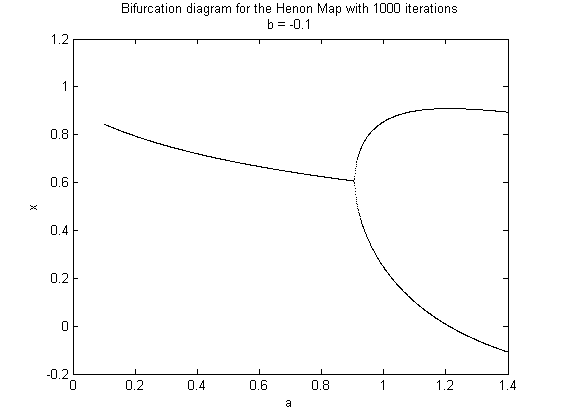 Bifurcation diagram for the Henon Map with 1000 iterations
b = -0.1
1.2
1
0.8
0.6
0.4
0.2
0
-0.2
x
0 0.2 0.4 0.6 0.8 1 1.2 1.4
a